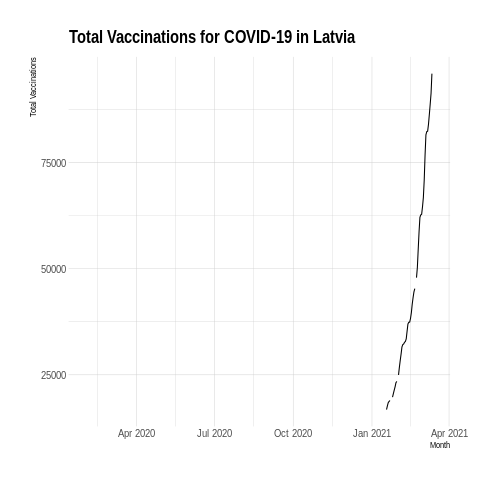 Total Vaccinations for COVID-19 in Latvia
Total Vaccinations
75000
50000
25000
Apr 2020 Jul 2020 Oct 2020 Jan 2021 Apr 2021
Month